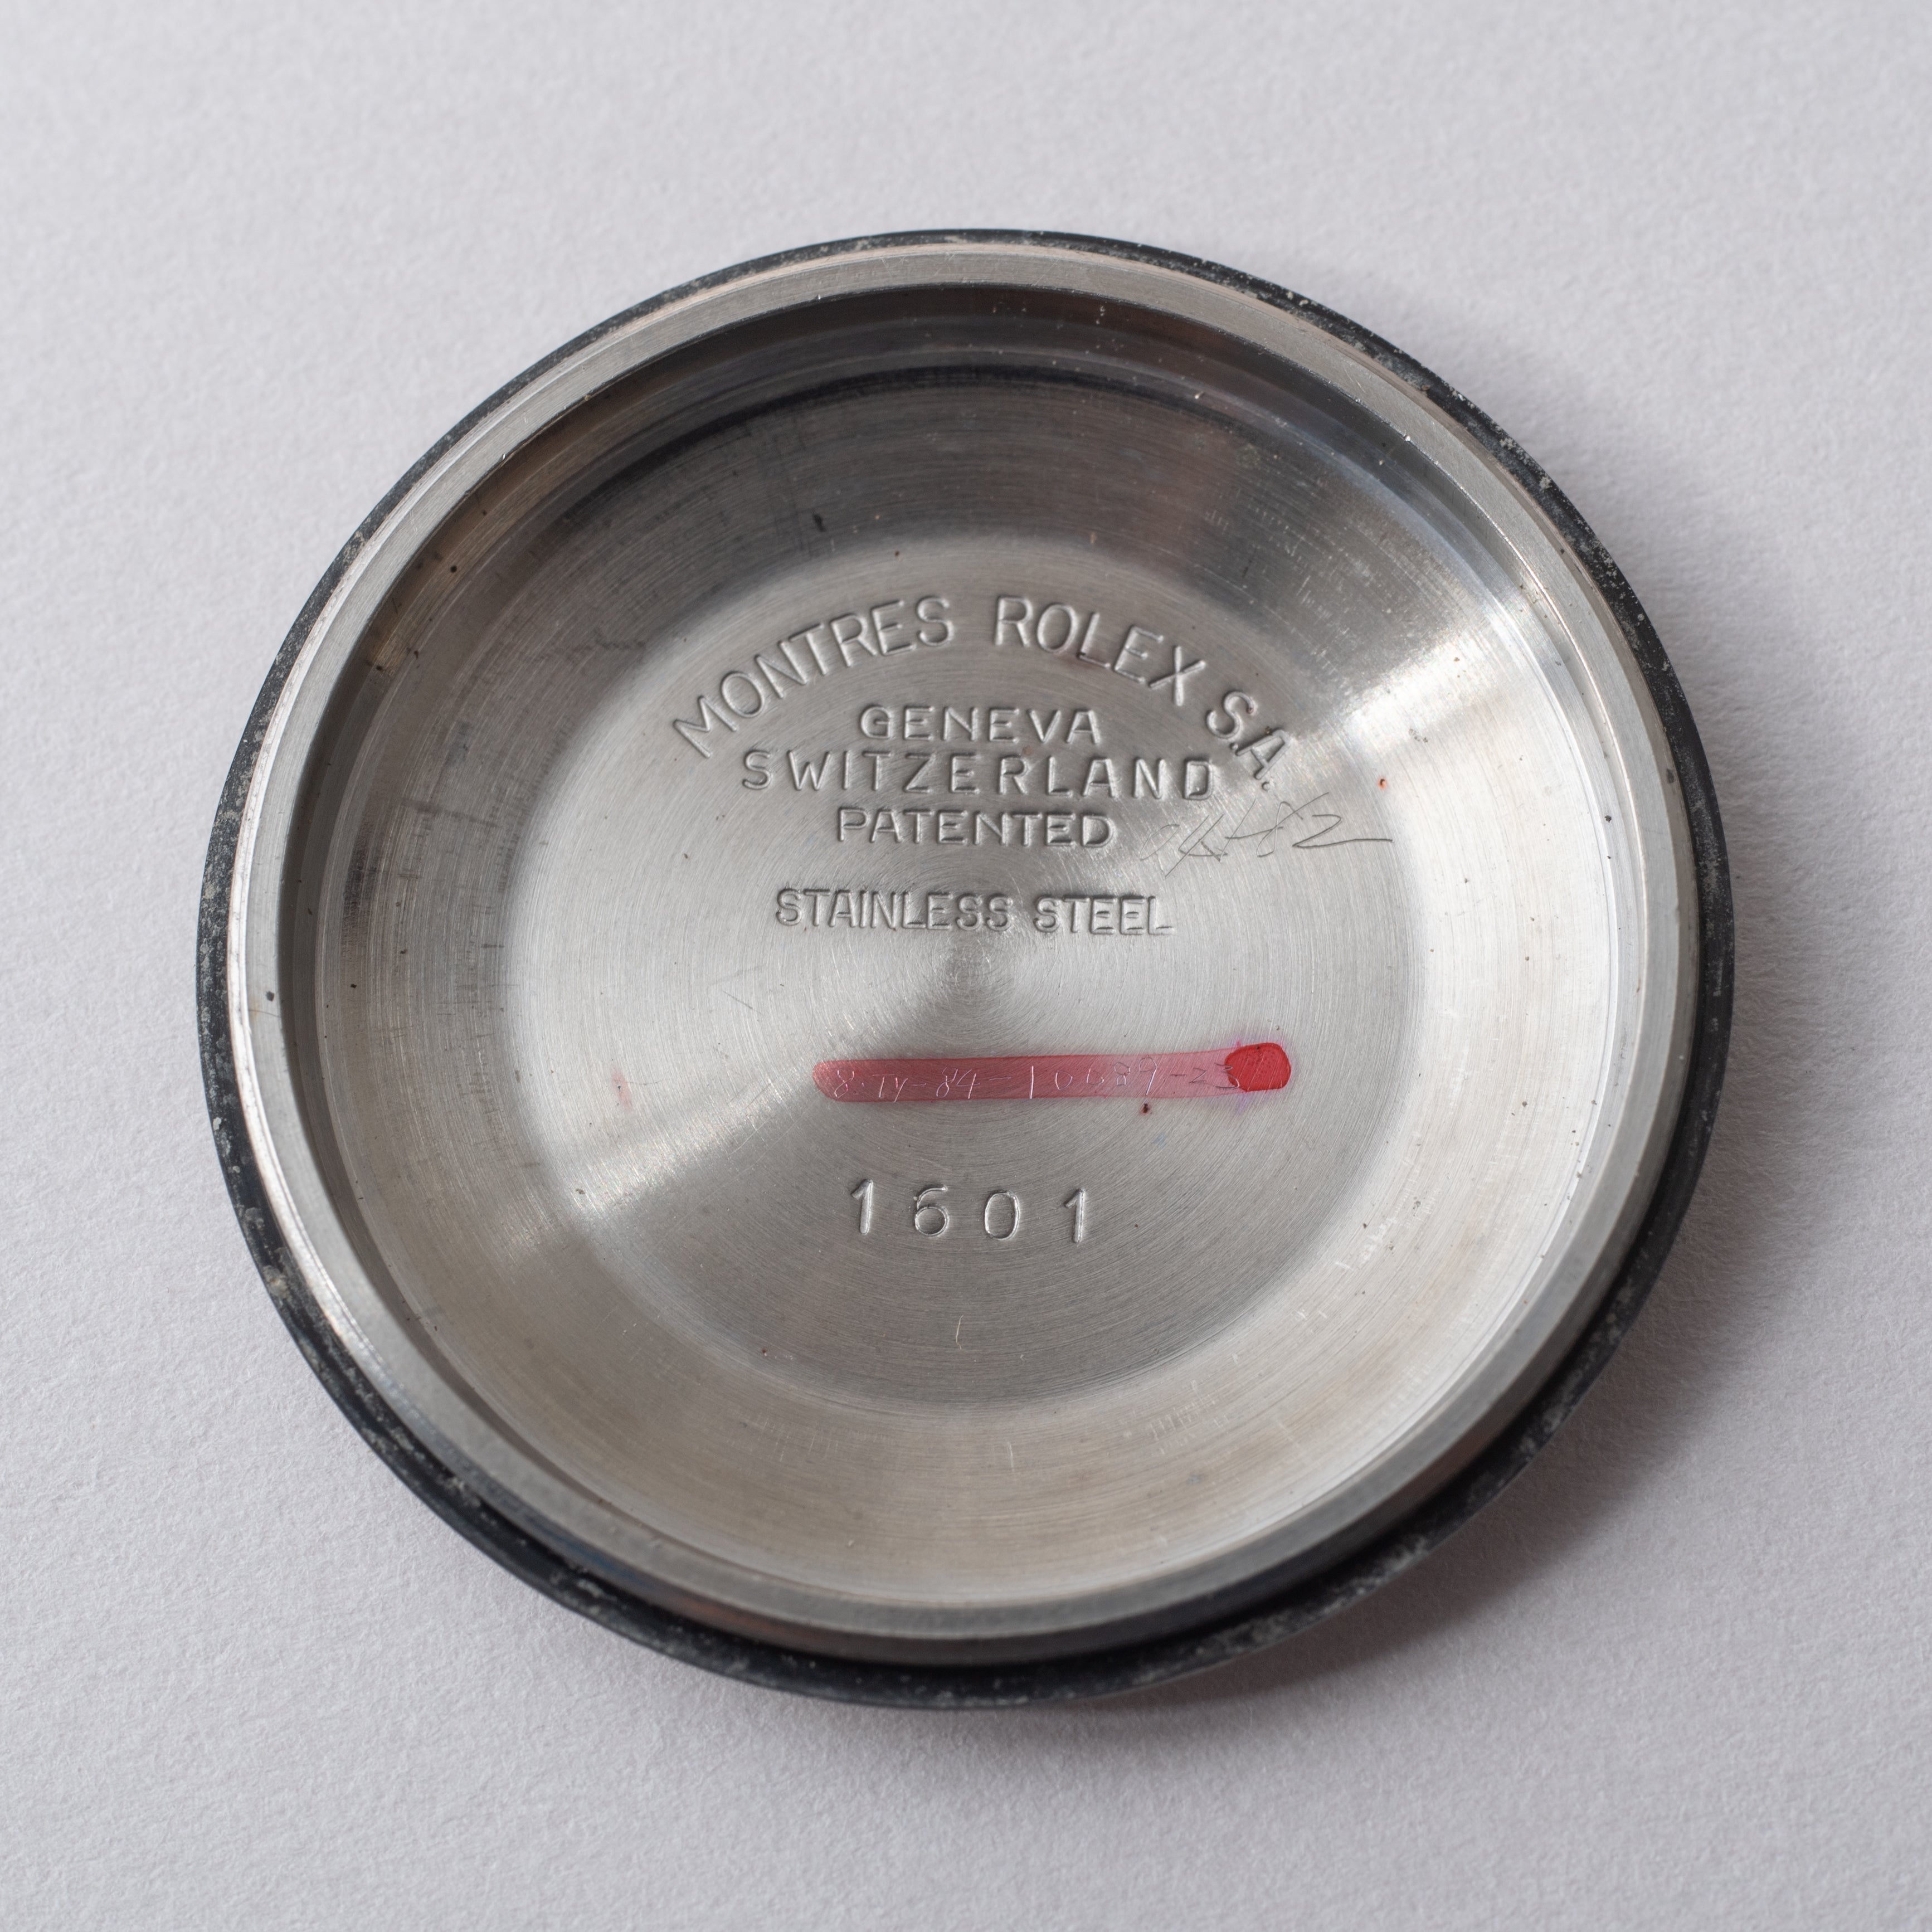 MONTRES ROLEX S.A.
GENEVA
SWITZERLAND
PATENTED
STAINLESS STEEL
1601